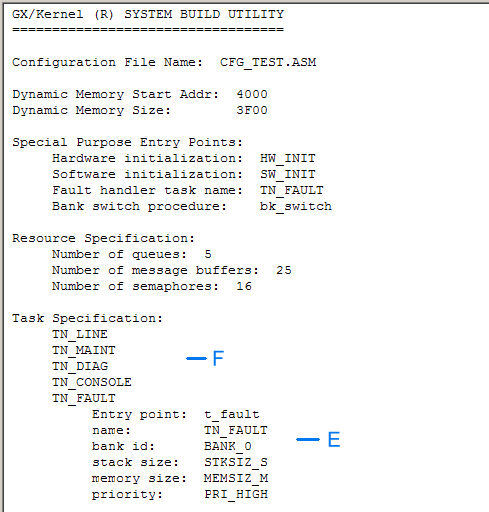 GX/Kernel (R) SYSTEM BUILD UTILITY
==================================
Configuration File Name:  CFG_TEST.ASM
Dynamic Memory Start Addr:  4000
Dynamic Memory Size:        3F00
Special Purpose Entry Points:
     Hardware initialization:  HW_INIT
     Software initialization:  SW_INIT
     Fault handler task name:  TN_FAULT
     Bank switch procedure:    bk_switch
Resource Specification:
     Number of queues:  5
     Number of message buffers:  25
     Number of semaphores:  16
Task Specification:
     TN_LINE
     TN_MAINT
F
     TN_DIAG
     TN_CONSOLE
     TN_FAULT
          Entry point:  t_fault
          name:         TN_FAULT
E
          bank id:      BANK_0
          stack size:   STKSIZ_S
          memory size:  MEMSIZ_M
          priority:     PRI_HIGH